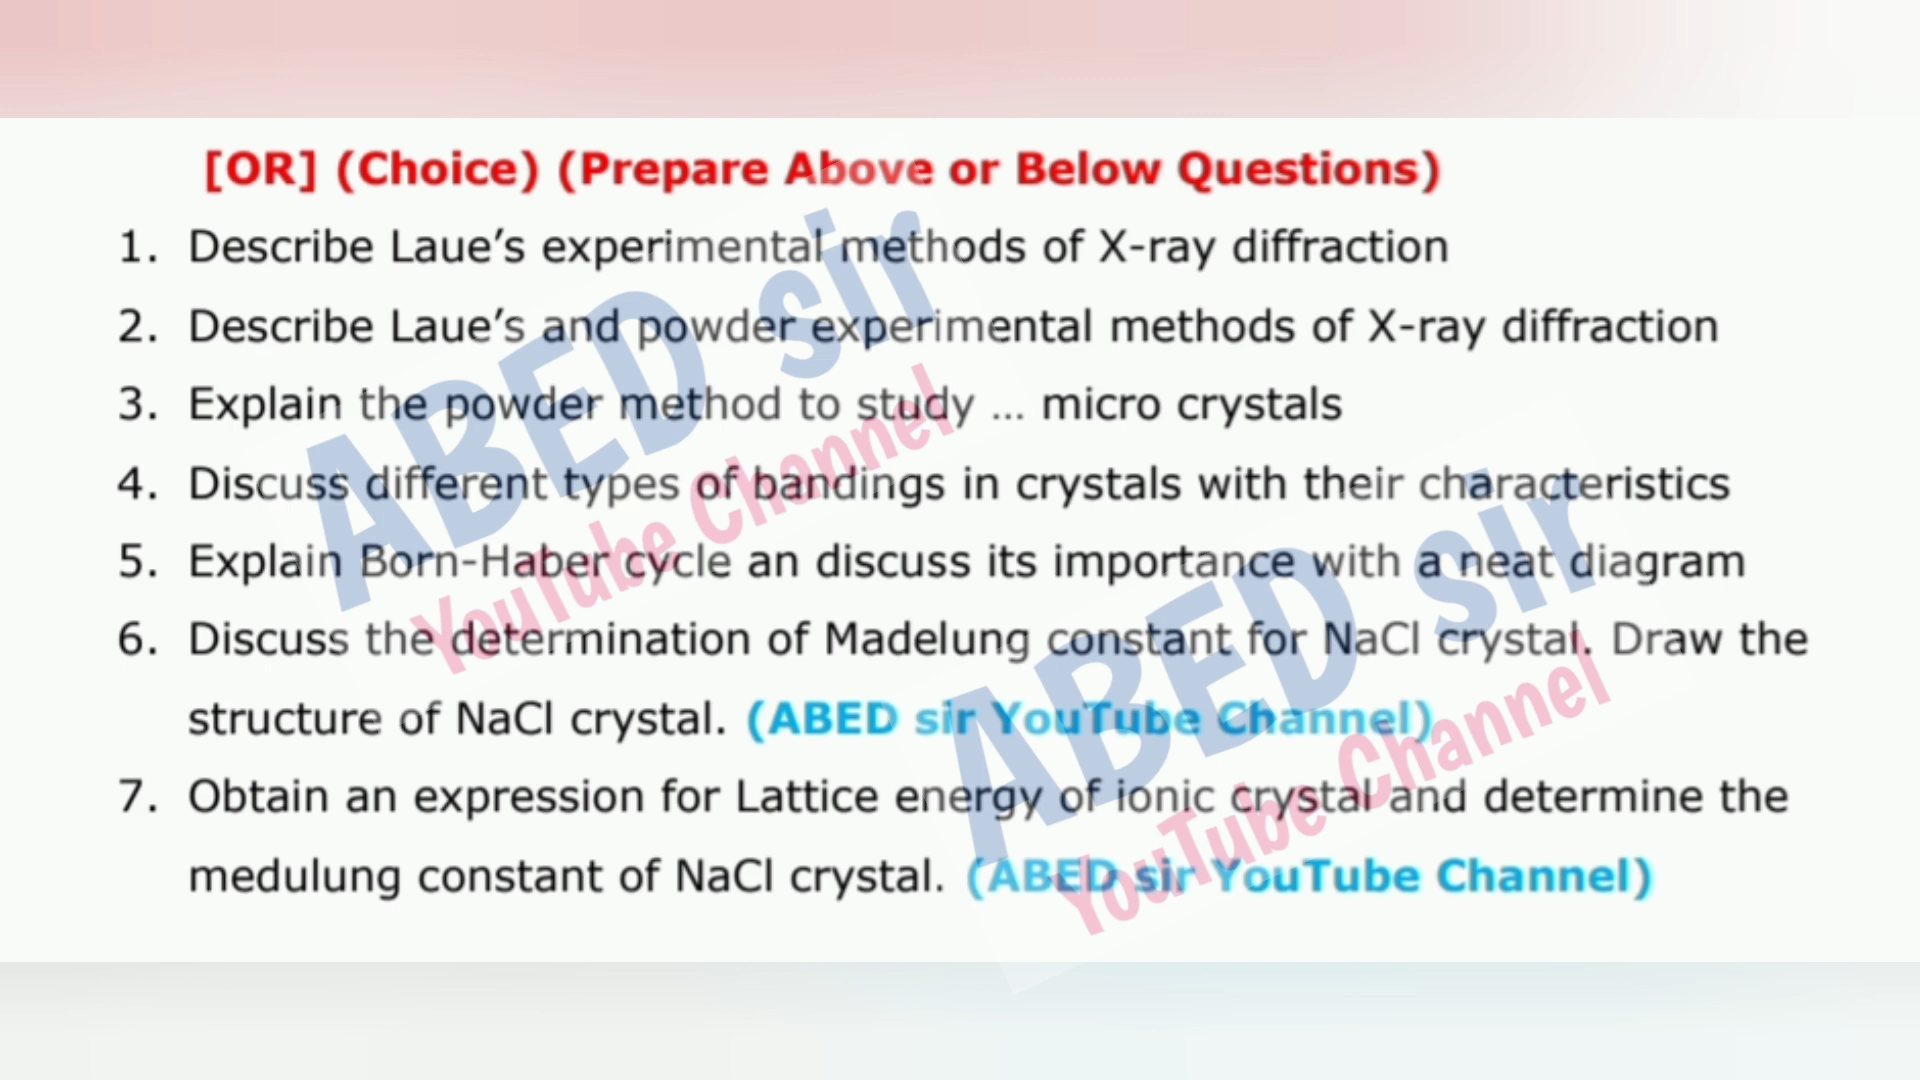 [OR] (Choice) (Prepare Above or Below Questions)
1. Describe Laue’s experimental methods of X-ray diffraction
2. Describe Laue’s and powder experimental methods of X-ray diffraction
3. Explain the powder method to study ... micro crystals
4. Discuss different types of bandings in crystals with their characteristics
5. Explain Born-Haber cycle an discuss its importance with a neat diagram
6. Discuss the determination of Madelung constant for NaCl crystal. Draw the
structure of NaCl crystal. (ABED sir YouTube Channel)
7. Obtain an expression for Lattice energy of ionic crystal and determine the
medulung constant of NaCl crystal. (ABED sir YouTube Channel)
ABED sir
YouTube Channel
ABED sir
YouTube Channel